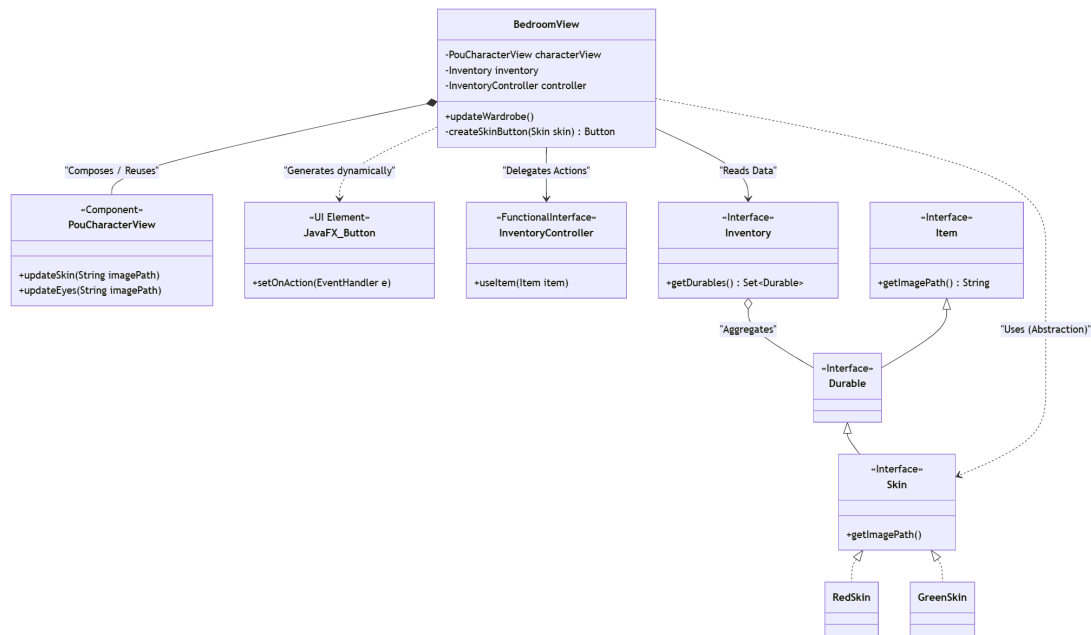 BedroomView
-PouCharacterView characterView
-Inventory inventory
-InventoryController controller
+updateWardrobe()
-createSkinButton(Skin skin) : Button
"Composes / Reuses"
"Generates dynamically"
"Delegates Actions"
"Reads Data"
«Component»
PouCharacterView
+updateSkin(String imagePath)
+updateEyes(String imagePath)
«UI Element»
JavaFX_Button
+setOnAction(EventHandler e)
«FunctionalInterface»
InventoryController
+useItem(Item item)
«Interface»
Inventory
+getDurables() : Set<Durable>
«Interface»
Item
+getImagePath() : String
"Aggregates"
"Uses (Abstraction)"
«Interface»
Durable
«Interface»
Skin
+getImagePath()
RedSkin
GreenSkin